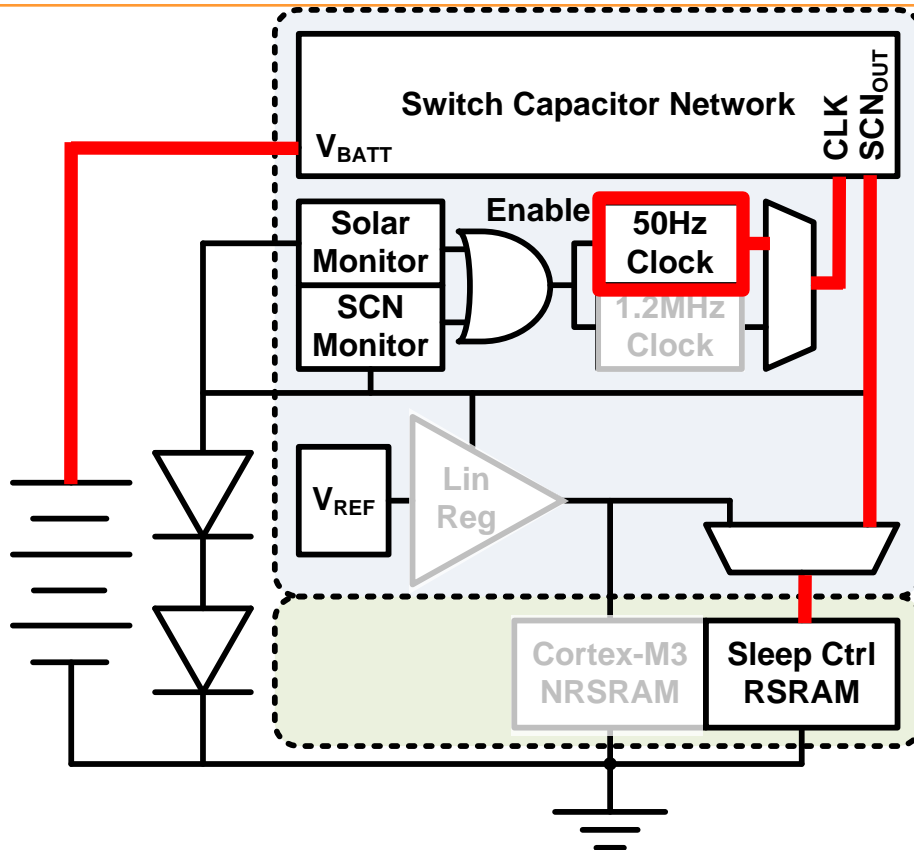 Switch Capacitor Network
VBATT
CLK
SCNOUT
Solar
Monitor
SCN
Monitor
Enable
50Hz
Clock
1.2MHz
Clock
VREF
Lin
Reg
Cortex-M3
NRSRAM
Sleep Ctrl
RSRAM